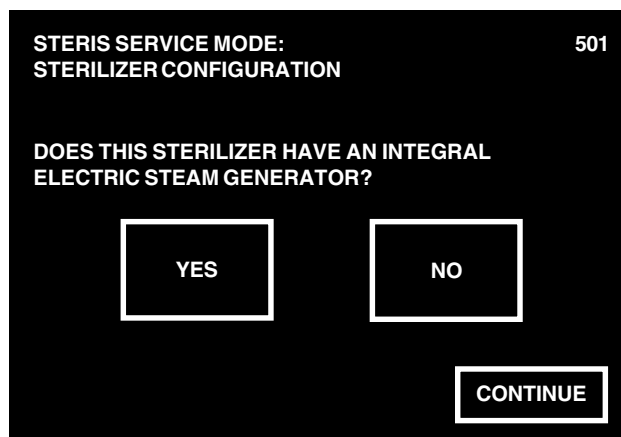 STERIS SERVICE MODE: 501
STERILIZER CONFIGURATION
DOES THIS STERILIZER HAVE AN INTEGRAL
ELECTRIC STEAM GENERATOR?
YES NO
CONTINUE